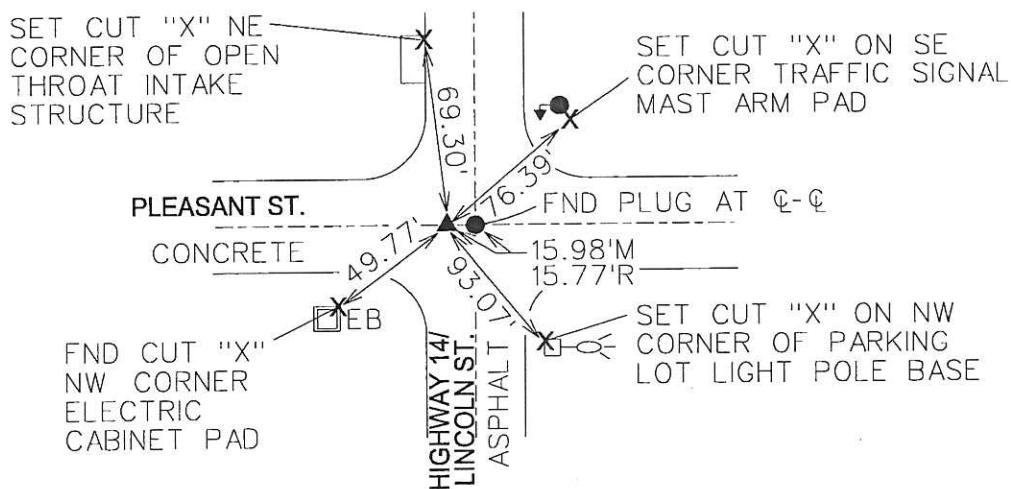 SET CUT "X" NE
CORNER OF OPEN
THROAT INTAKE
STRUCTURE
X
SET CUT "X" ON SE
CORNER TRAFFIC SIGNAL
MAST ARM PAD
X
69.30'
76.39'
PLEASANT ST.
FND PLUG AT ℄-℄
CONCRETE
49.77'
15.98'M
15.77'R
93.07'
X
EB
X
SET CUT "X" ON NW
CORNER OF PARKING
LOT LIGHT POLE BASE
FND CUT "X"
NW CORNER
ELECTRIC
CABINET PAD
HIGHWAY 14/
LINCOLN ST.
ASPHALT